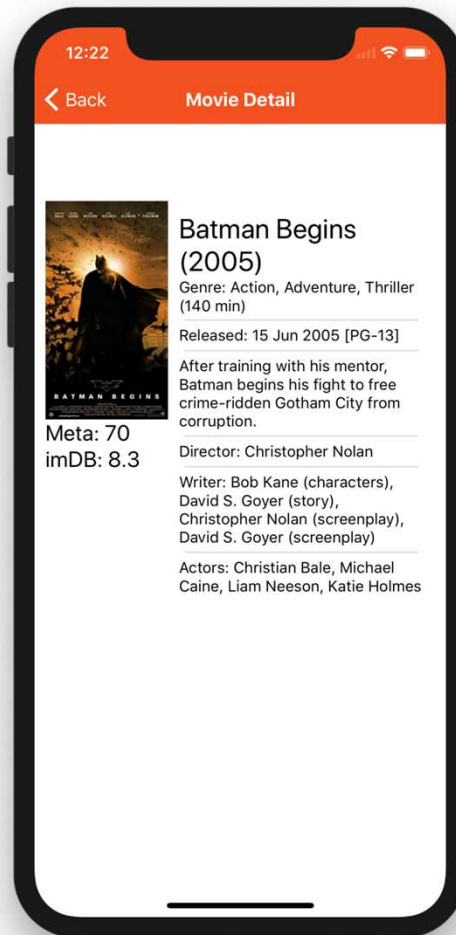 12:22
Back
Movie Detail
BATMAN BEGINS
Meta: 70
imDB: 8.3
Batman Begins
(2005)
Genre: Action, Adventure, Thriller
(140 min)
Released: 15 Jun 2005 [PG-13]
After training with his mentor,
Batman begins his fight to free
crime-ridden Gotham City from
corruption.
Director: Christopher Nolan
Writer: Bob Kane (characters),
David S. Goyer (story),
Christopher Nolan (screenplay),
David S. Goyer (screenplay)
Actors: Christian Bale, Michael
Caine, Liam Neeson, Katie Holmes